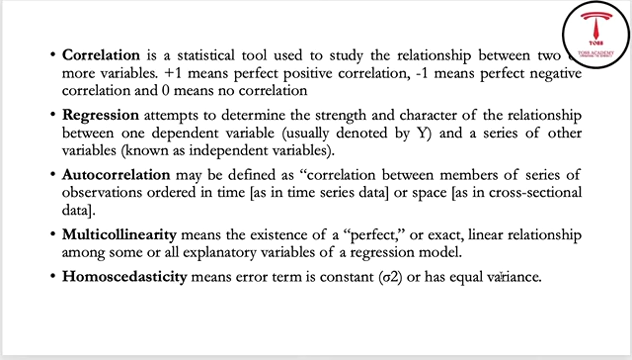 • Correlation is a statistical tool used to study the relationship between two
more variables. +1 means perfect positive correlation, -1 means perfect negative
correlation and 0 means no correlation
• Regression attempts to determine the strength and character of the relationship
between one dependent variable (usually denoted by Y) and a series of other
variables (known as independent variables).
• Autocorrelation may be defined as “correlation between members of series of
observations ordered in time [as in time series data] or space [as in cross-sectional
data].
• Multicollinearity means the existence of a “perfect,” or exact, linear relationship
among some or all explanatory variables of a regression model.
• Homoscedasticity means error term is constant (σ2) or has equal variance.